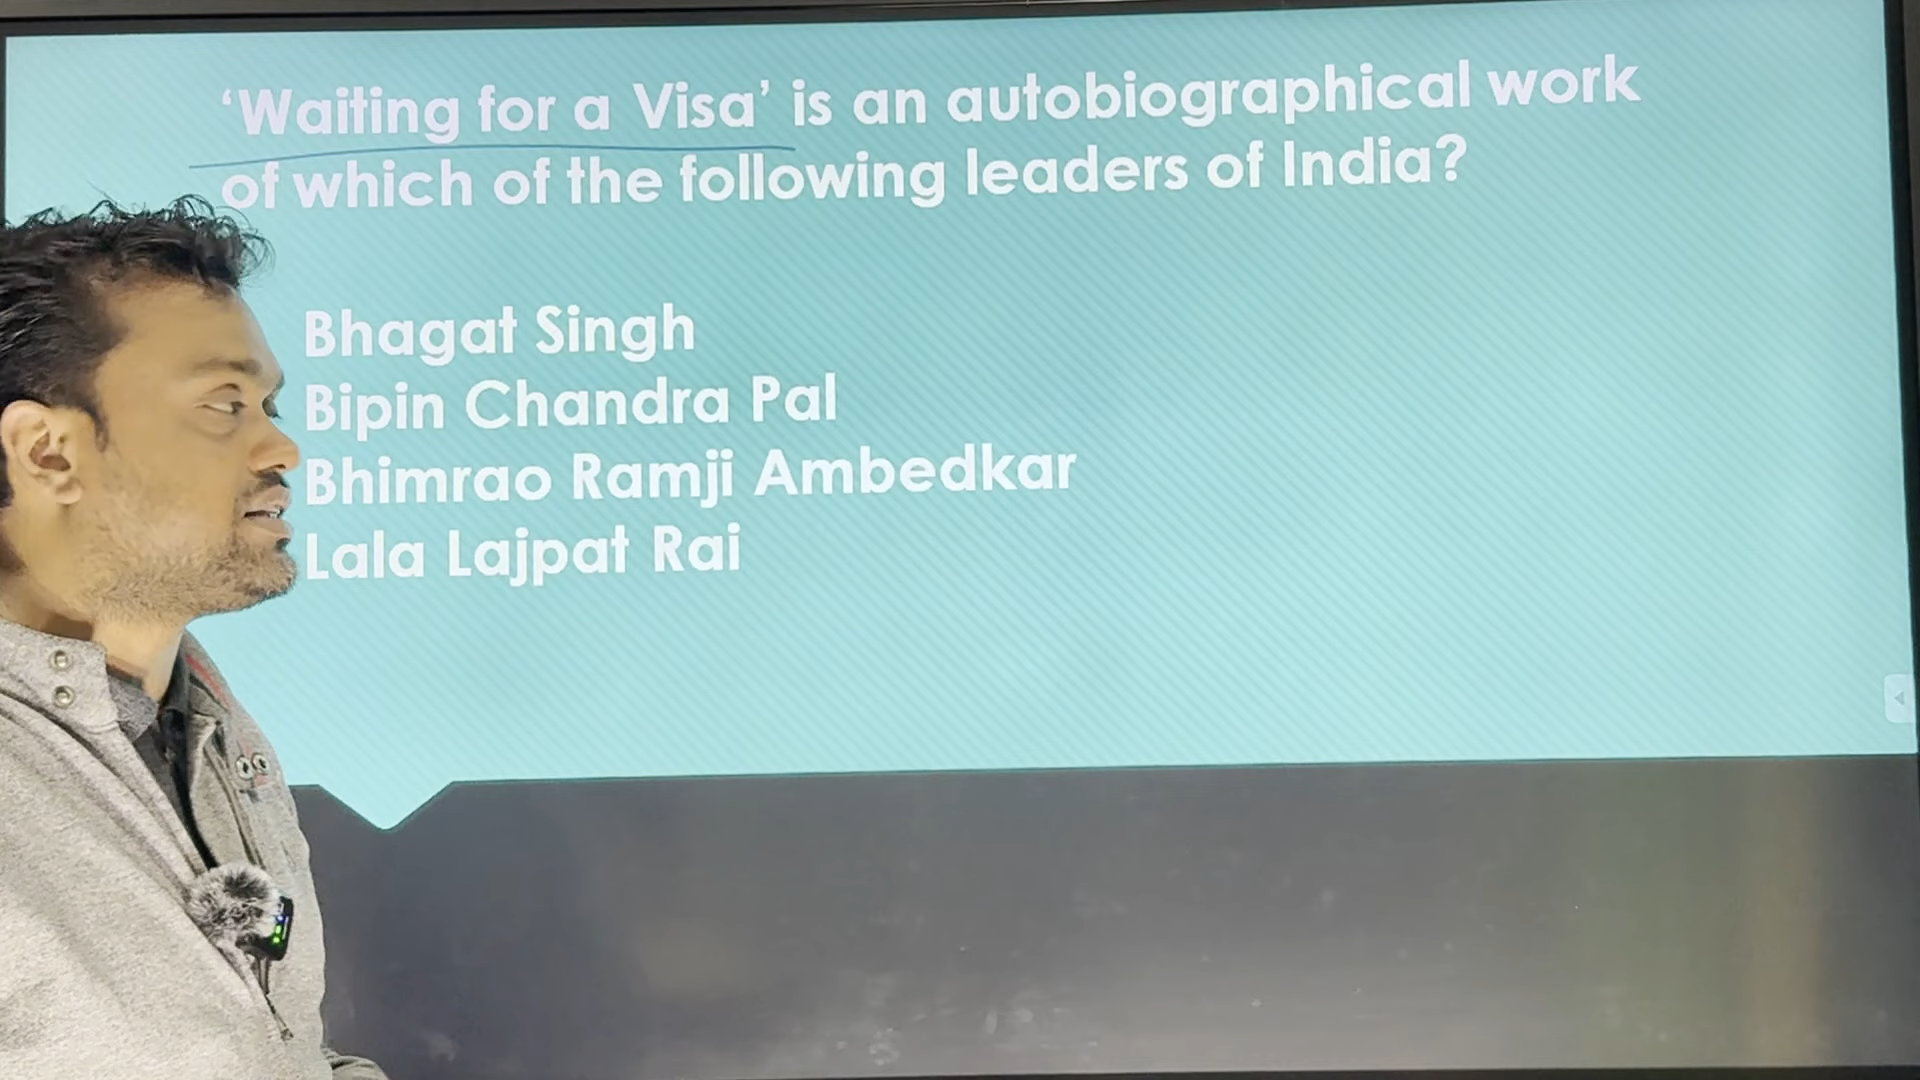 ‘Waiting for a Visa’ is an autobiographical work
of which of the following leaders of India?
Bhagat Singh
Bipin Chandra Pal
Bhimrao Ramji Ambedkar
Lala Lajpat Rai